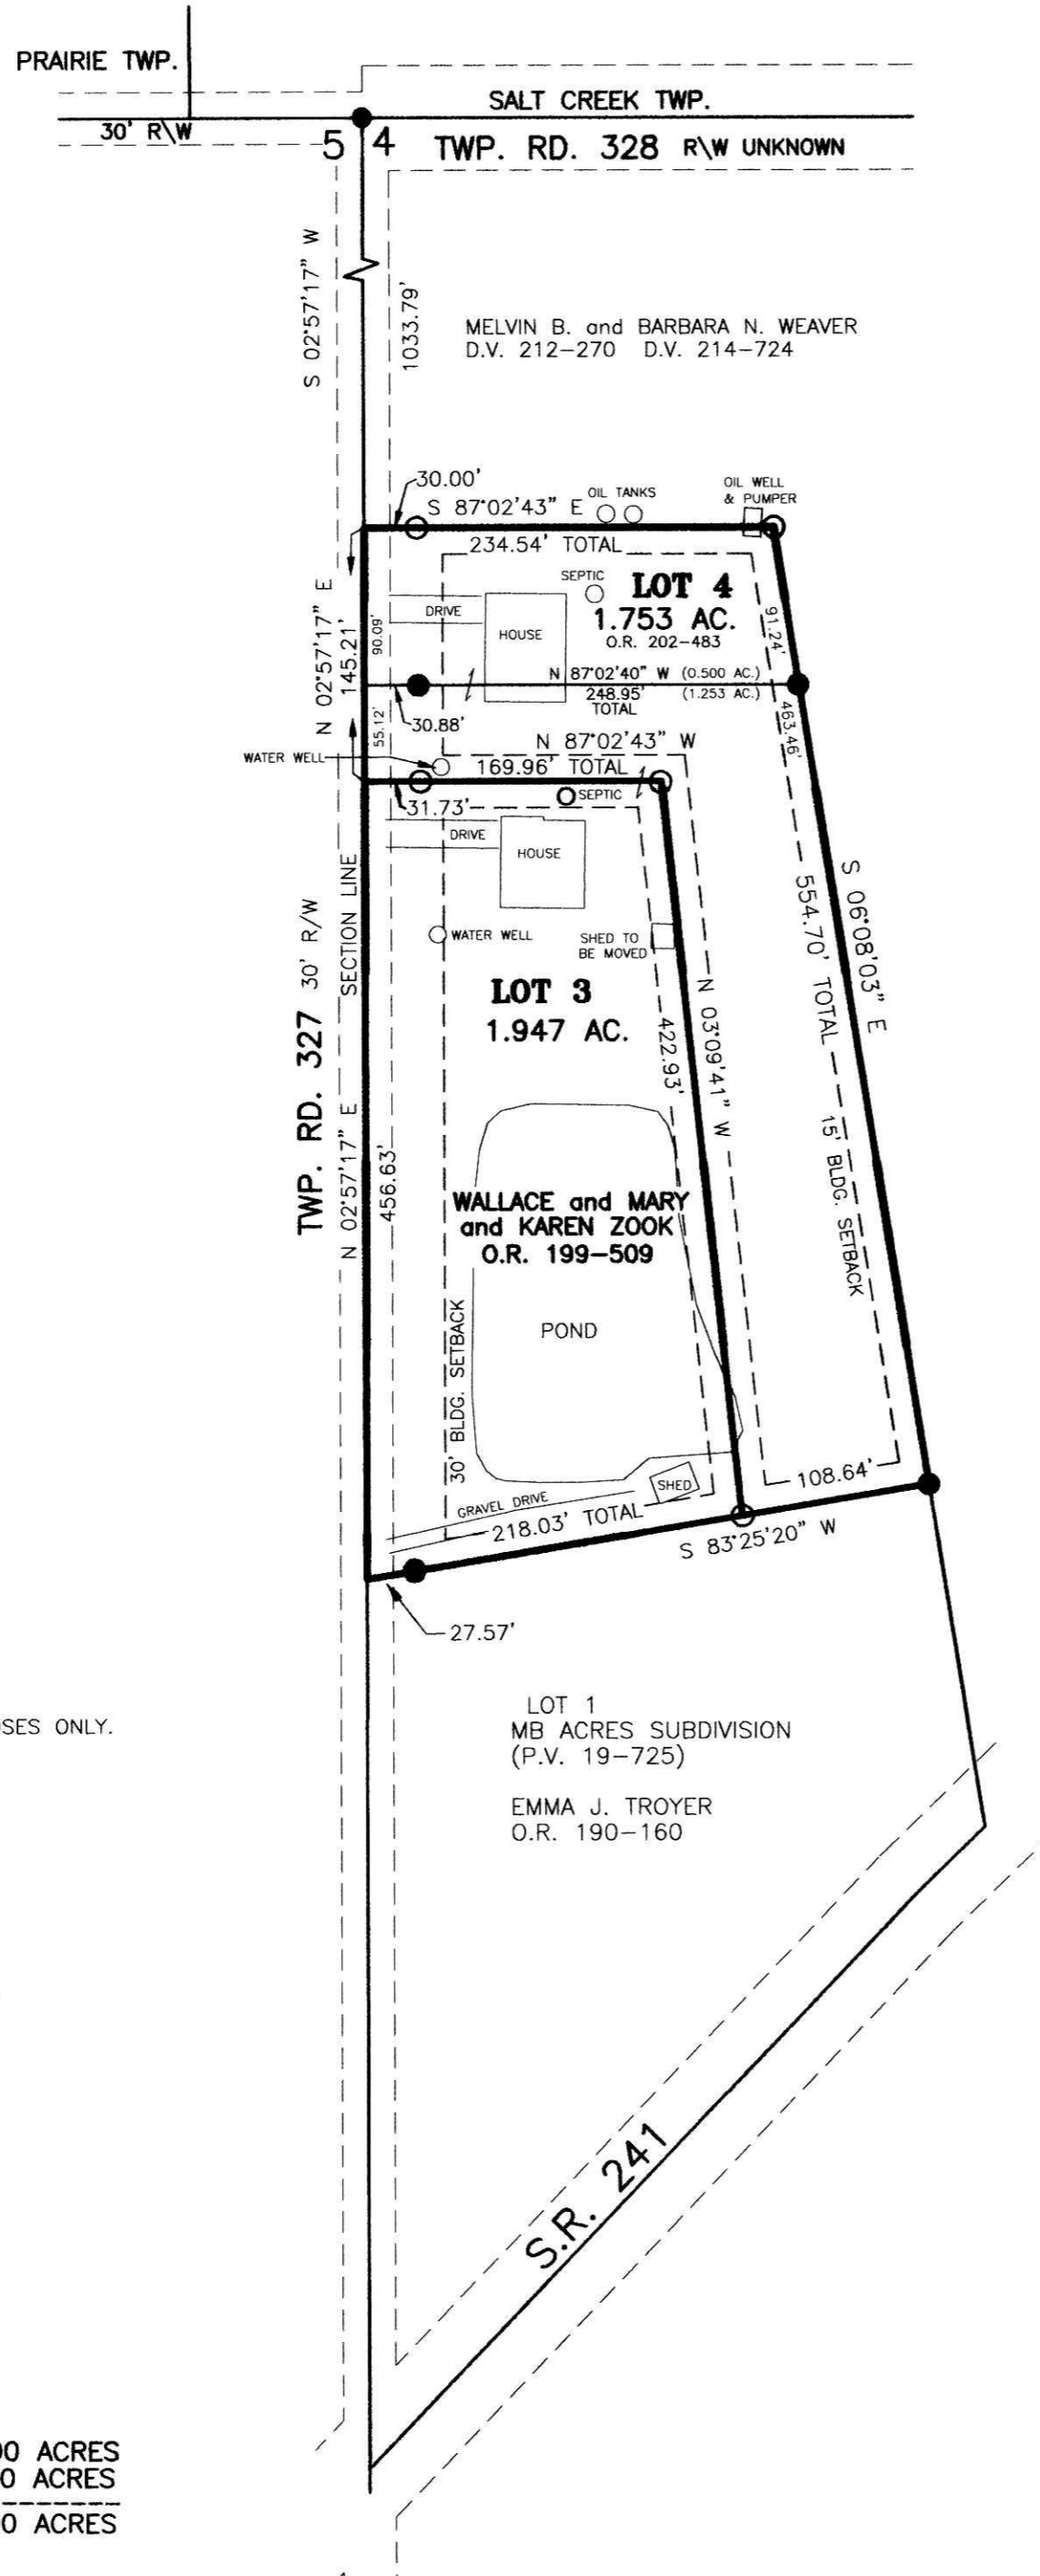 PRAIRIE TWP.
SALT CREEK TWP.
30' R\W
5 4
TWP. RD. 328 R\W UNKNOWN
S 02°57'17" W
1033.79'
MELVIN B. and BARBARA N. WEAVER
D.V. 212-270 D.V. 214-724
30.00'
S 87°02'43" E
OIL TANKS
OIL WELL
& PUMPER
234.54' TOTAL
N 02°57'17" E
145.21'
90.09'
55.12'
DRIVE
HOUSE
SEPTIC
LOT 4
1.753 AC.
O.R. 202-483
91.24'
N 87°02'40" W (0.500 AC.)
248.95' (1.253 AC.)
TOTAL
30.88'
463.46'
N 87°02'43" W
WATER WELL
169.96' TOTAL
31.73'
SEPTIC
DRIVE
HOUSE
WATER WELL
SHED TO
BE MOVED
LOT 3
1.947 AC.
TWP. RD. 327 30' R/W
N 02°57'17" E SECTION LINE
456.63'
422.93'
N 03°09'41" W
554.70' TOTAL
S 06°08'03" E
15' BLDG. SETBACK
WALLACE and MARY
and KAREN ZOOK
O.R. 199-509
POND
30' BLDG. SETBACK
SHED
GRAVEL DRIVE
218.03' TOTAL
108.64'
S 83°25'20" W
27.57'
SES ONLY.
LOT 1
MB ACRES SUBDIVISION
(P.V. 19-725)
EMMA J. TROYER
O.R. 190-160
S.R. 241
00 ACRES
0 ACRES
0 ACRES